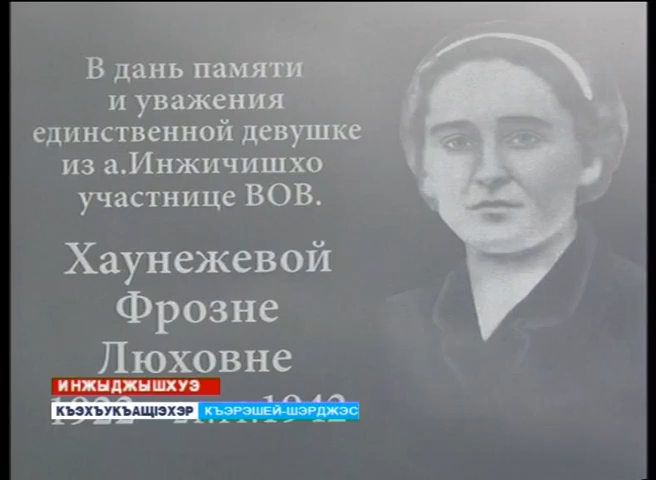 В дань памяти
и уважения
единственной девушке
из а.Инжичишхо
участнице ВОВ.
Хаунежевой
Фрозне
Люховне
ИНЖЫДЖЫШХУЭ
КЪЭХЪУКЪАЩIЭХЭР КЪЭРЭШЕЙ-ШЭРДЖЭС